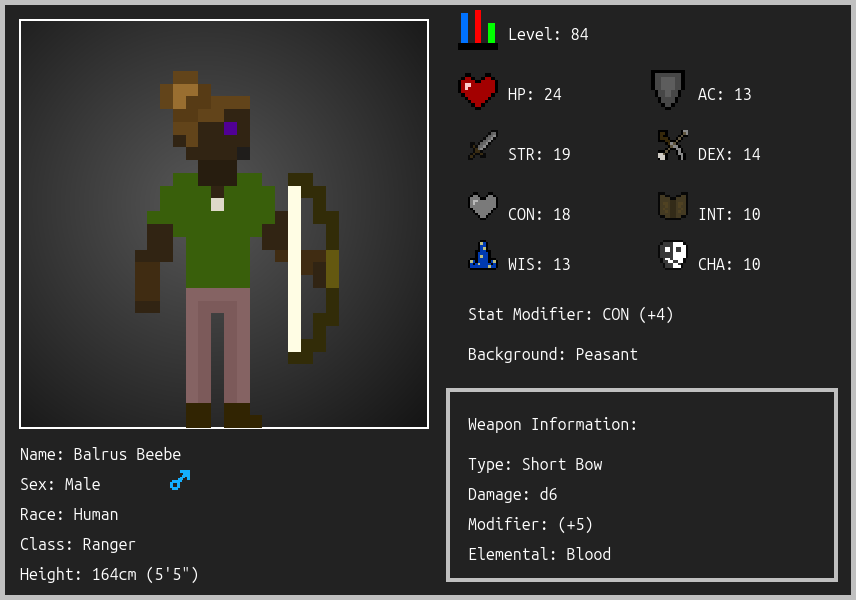 Level: 84
HP: 24
AC: 13
STR: 19
DEX: 14
CON: 18
INT: 10
WIS: 13
CHA: 10
Stat Modifier: CON (+4)
Background: Peasant
Weapon Information:
Type: Short Bow
Damage: d6
Modifier: (+5)
Elemental: Blood
Name: Balrus Beebe
Sex: Male
Race: Human
Class: Ranger
Height: 164cm (5'5")